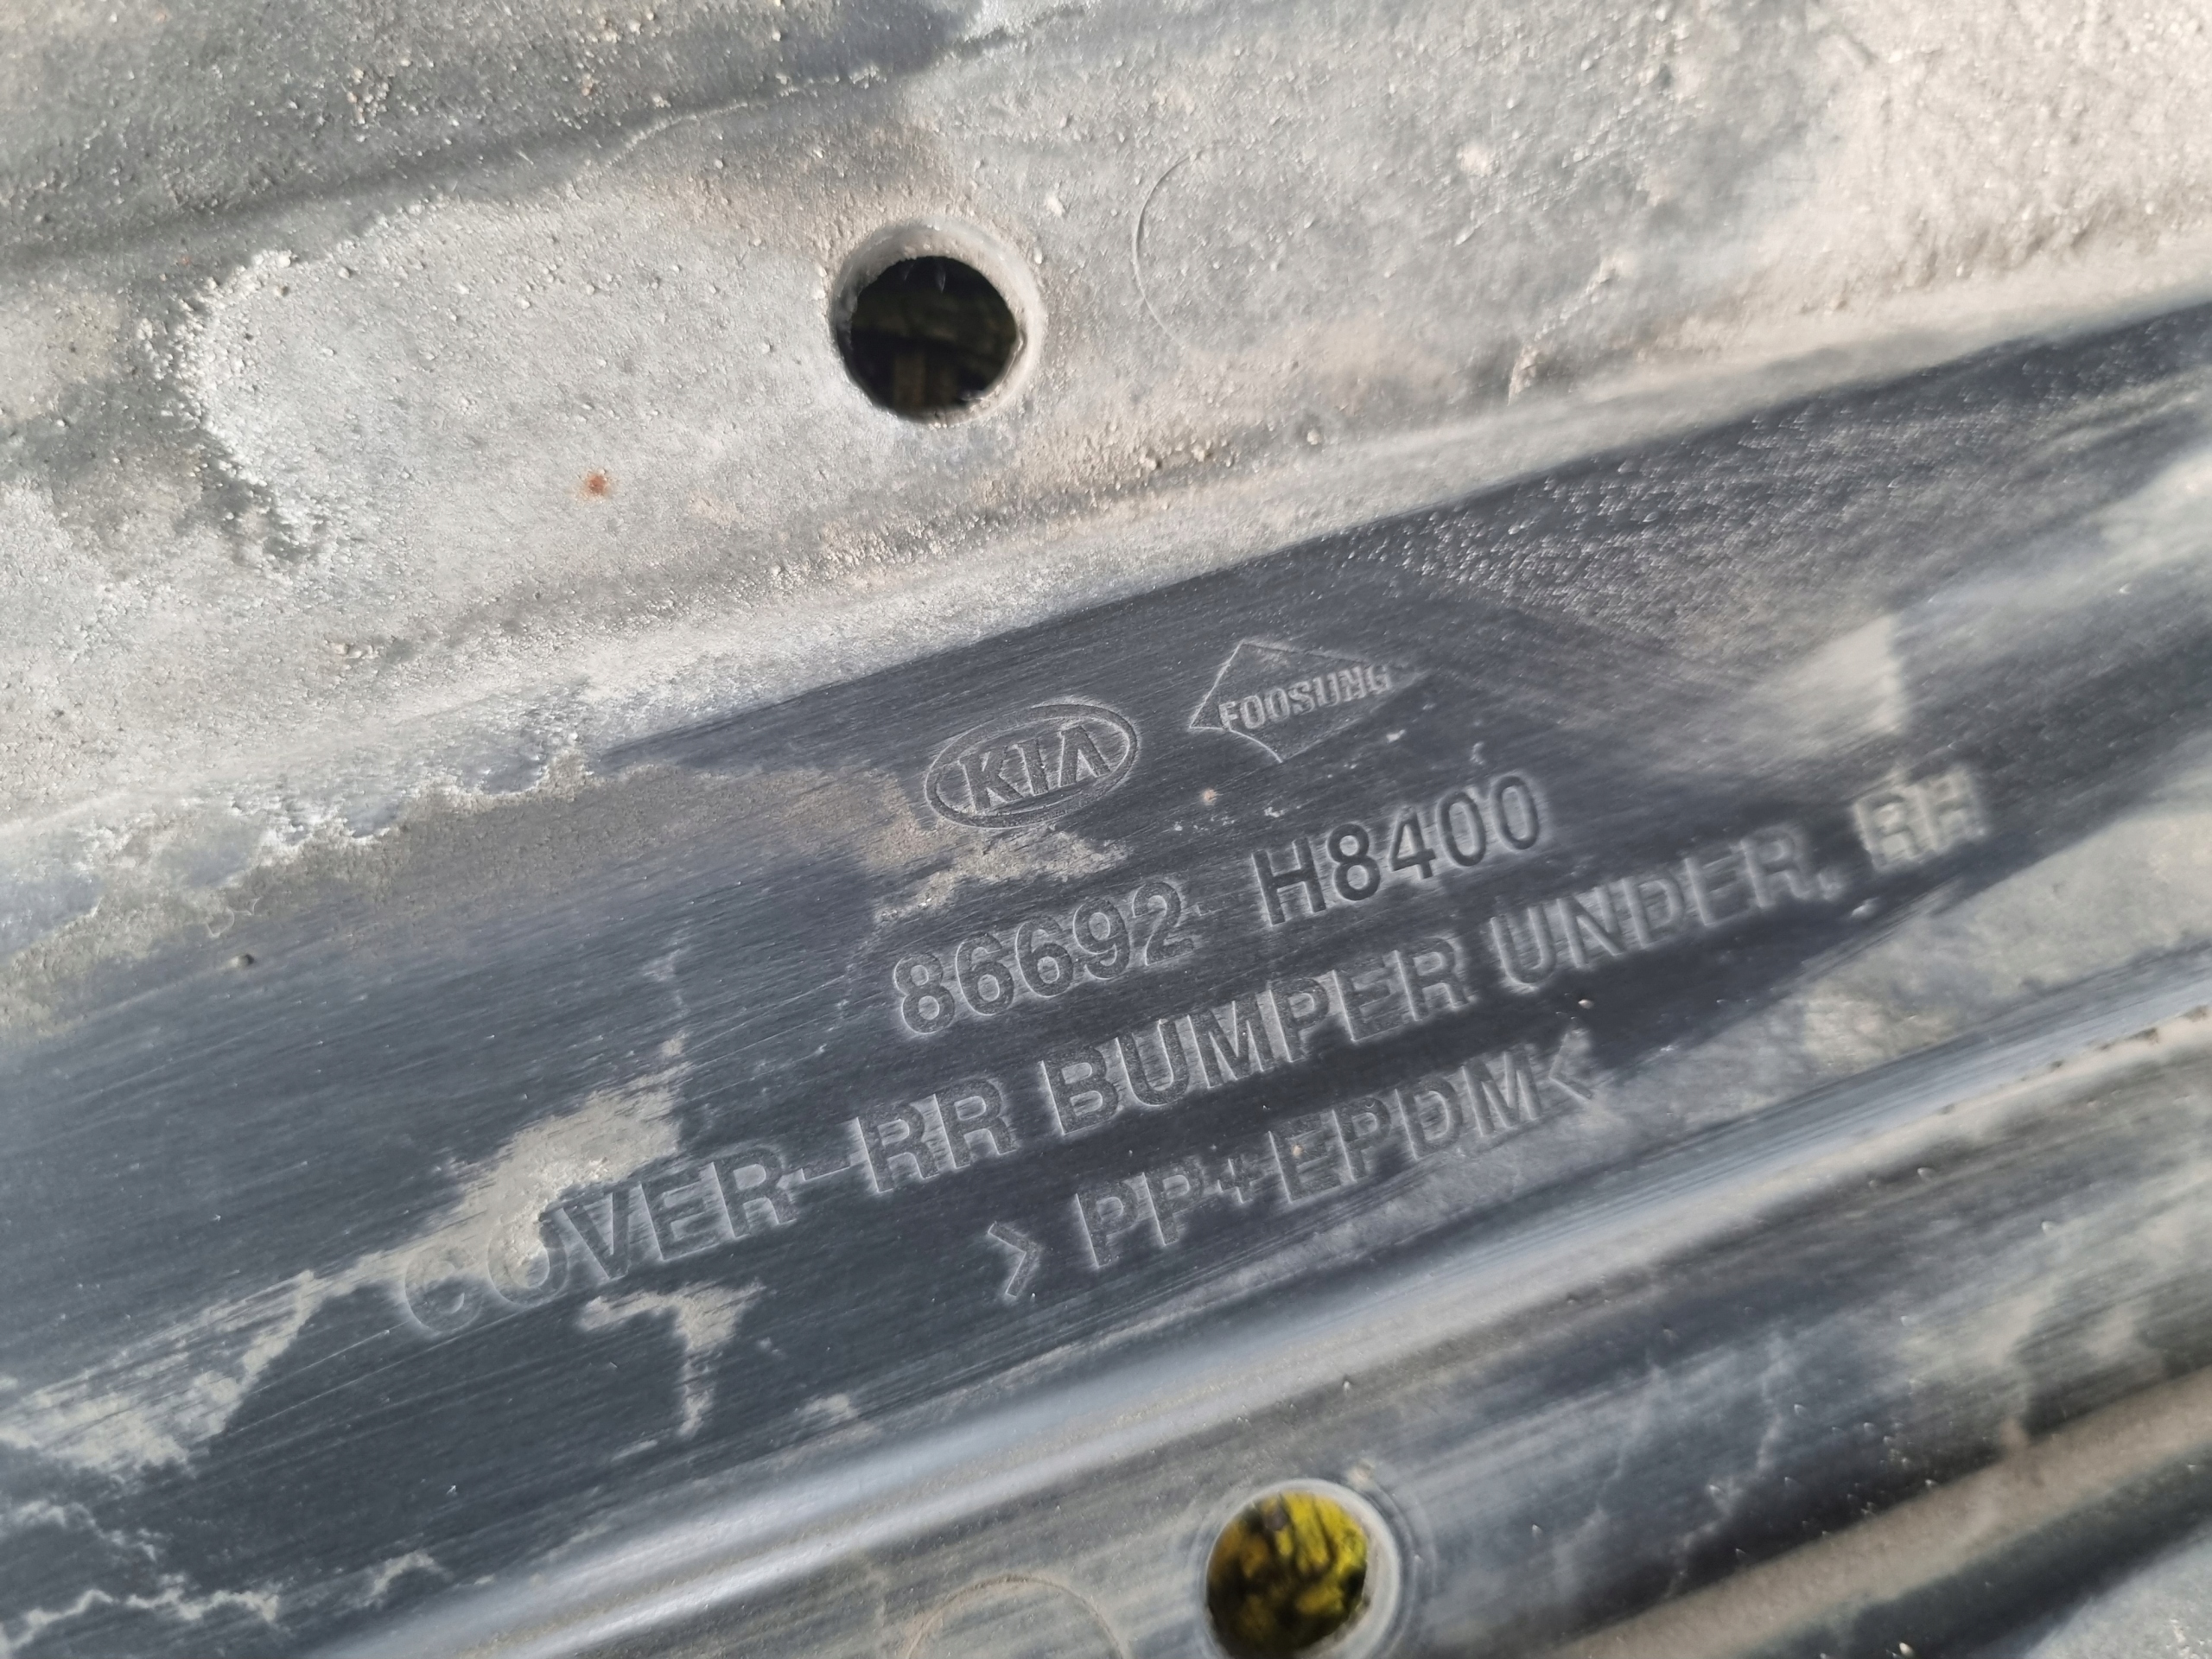 KIA FOOSUNG
86692 H8400
COVER-RR BUMPER UNDER, RH
> PP+EPDM<